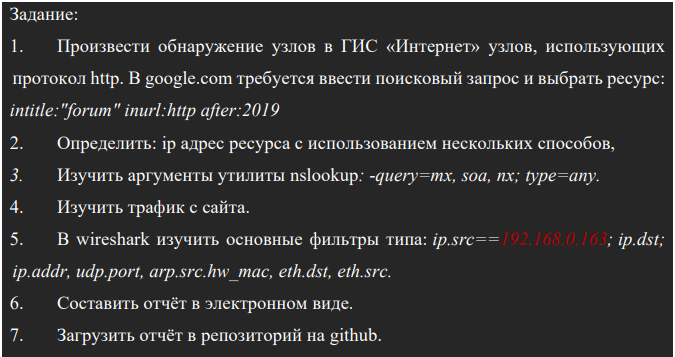 Задание:
1. Произвести обнаружение узлов в ГИС «Интернет» узлов, использующих
протокол http. В google.com требуется ввести поисковый запрос и выбрать ресурс:
intitle:"forum" inurl:http after:2019
2. Определить: ip адрес ресурса с использованием нескольких способов,
3. Изучить аргументы утилиты nslookup: -query=mx, soa, nx; type=any.
4. Изучить трафик с сайта.
5. В wireshark изучить основные фильтры типа: ip.src==192.168.0.163; ip.dst;
ip.addr, udp.port, arp.src.hw_mac, eth.dst, eth.src.
6. Составить отчёт в электронном виде.
7. Загрузить отчёт в репозиторий на github.